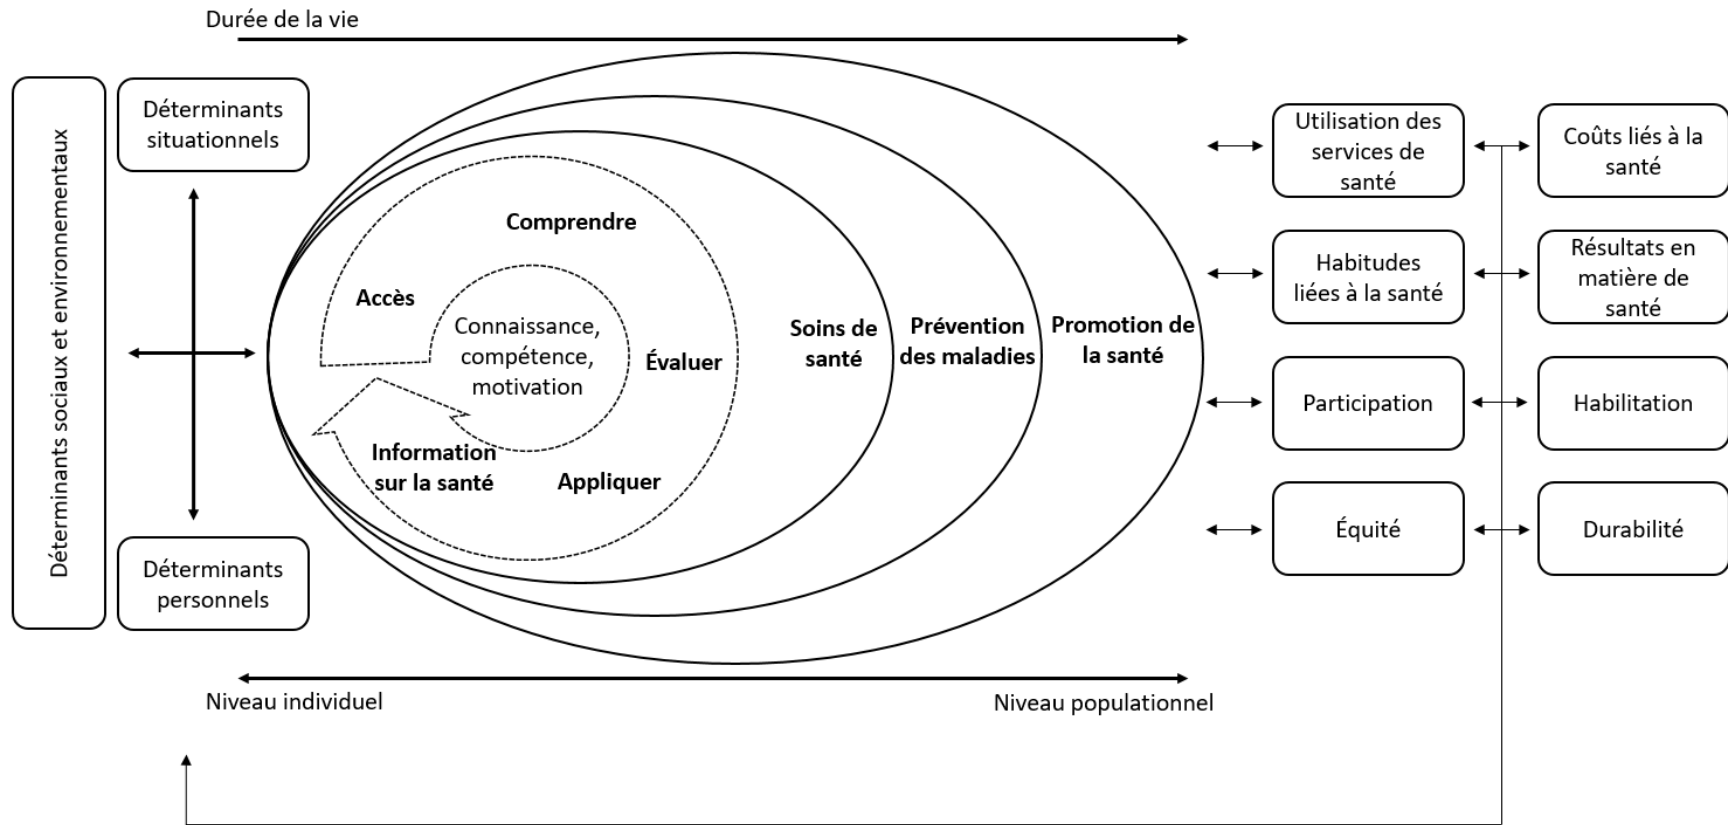 Durée de la vie
Déterminants sociaux et environnementaux
Déterminants
situationnels
Déterminants
personnels
Comprendre
Accès
Connaissance,
compétence,
motivation
Évaluer
Information
sur la santé
Appliquer
Soins de
santé
Prévention
des maladies
Promotion de
la santé
Niveau individuel
Niveau populationnel
Utilisation des
services de
santé
Coûts liés à la
santé
Habitudes
liées à la santé
Résultats en
matière de
santé
Participation
Habilitation
Équité
Durabilité